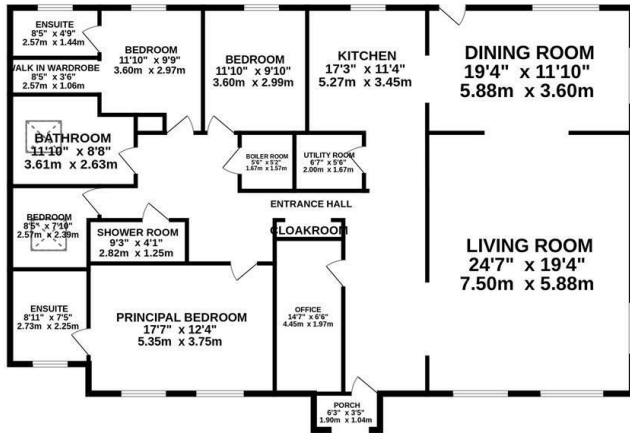 ENSUITE
8'5" x 4'9"
2.57m x 1.44m
WALK IN WARDROBE
8'5" x 3'6"
2.57m x 1.06m
BEDROOM
11'10" x 9'9"
3.60m x 2.97m
BEDROOM
11'10" x 9'10"
3.60m x 2.99m
KITCHEN
17'3" x 11'4"
5.27m x 3.45m
DINING ROOM
19'4" x 11'10"
5.88m x 3.60m
BATHROOM
11'10" x 8'8"
3.61m x 2.63m
BOILER ROOM
5'6" x 5'2"
1.67m x 1.57m
UTILITY ROOM
6'7" x 5'6"
2.00m x 1.67m
ENTRANCE HALL
CLOAKROOM
BEDROOM
8'5" x 7'10"
2.57m x 2.39m
SHOWER ROOM
9'3" x 4'1"
2.82m x 1.25m
LIVING ROOM
24'7" x 19'4"
7.50m x 5.88m
ENSUITE
8'11" x 7'5"
2.73m x 2.25m
PRINCIPAL BEDROOM
17'7" x 12'4"
5.35m x 3.75m
OFFICE
14'7" x 6'6"
4.45m x 1.97m
PORCH
6'3" x 3'5"
1.90m x 1.04m